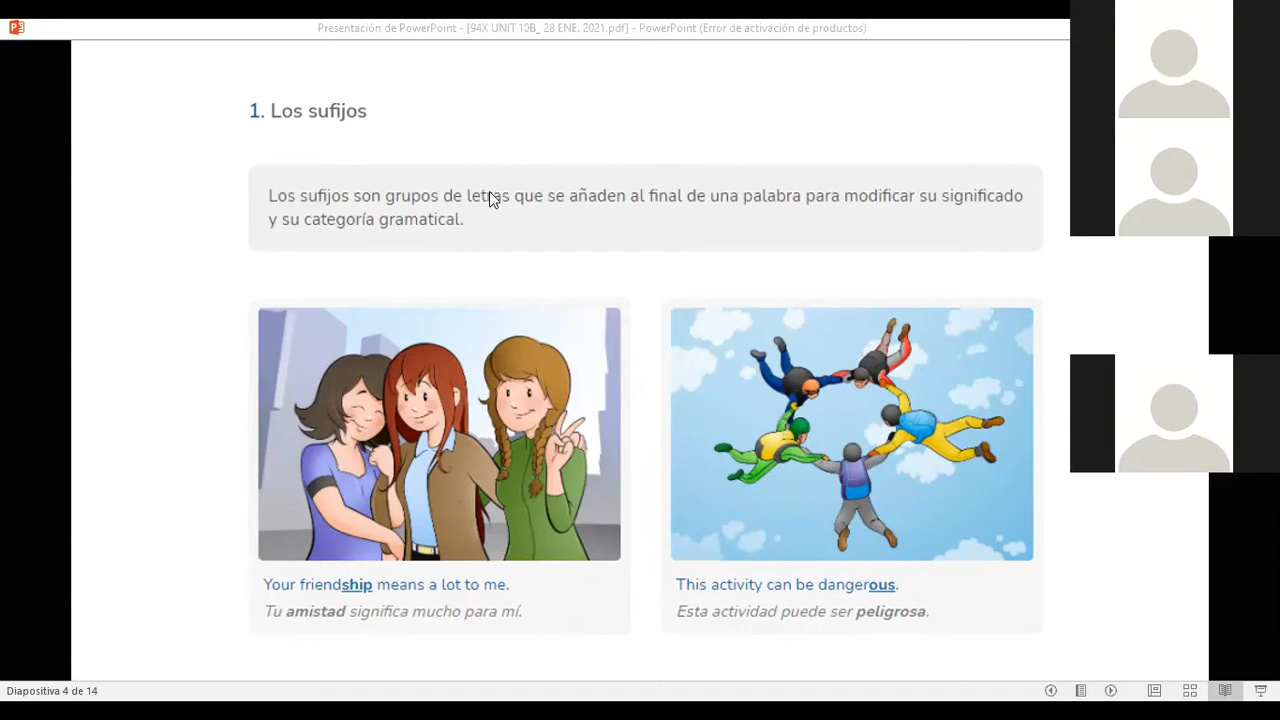 Presentación de PowerPoint - [94X UNIT 10B_ 28 ENE. 2021.pdf] - PowerPoint (Error de activación de productos)
1. Los sufijos
Los sufijos son grupos de letras que se añaden al final de una palabra para modificar su significado
y su categoría gramatical.
Your friendship means a lot to me.
Tu amistad significa mucho para mí.
This activity can be dangerous.
Esta actividad puede ser peligrosa.
Diapositiva 4 de 14